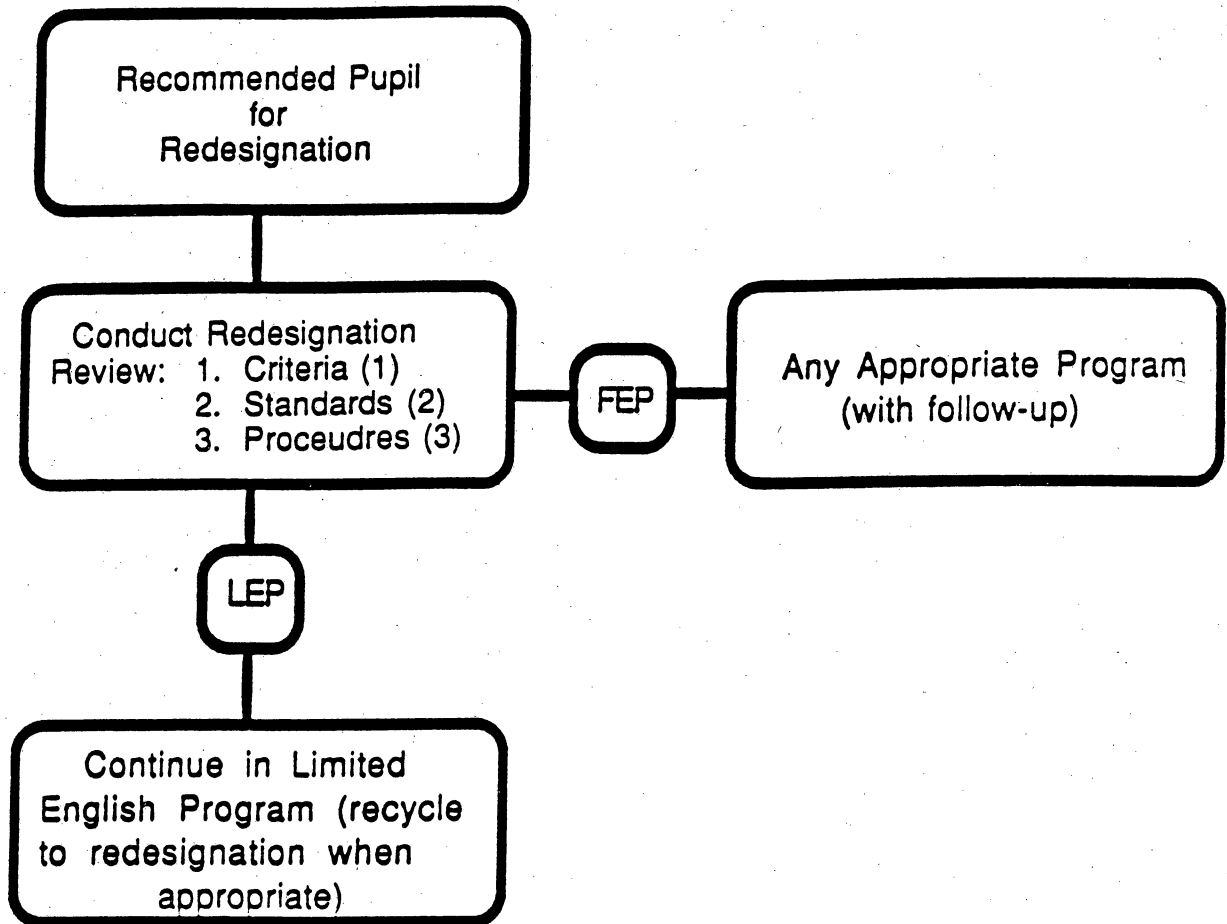 Recommended Pupil
for
Redesignation
Conduct Redesignation
Review: 1. Criteria (1)
2. Standards (2)
3. Proceudres (3)
FEP
Any Appropriate Program
(with follow-up)
LEP
Continue in Limited
English Program (recycle
to redesignation when
appropriate)